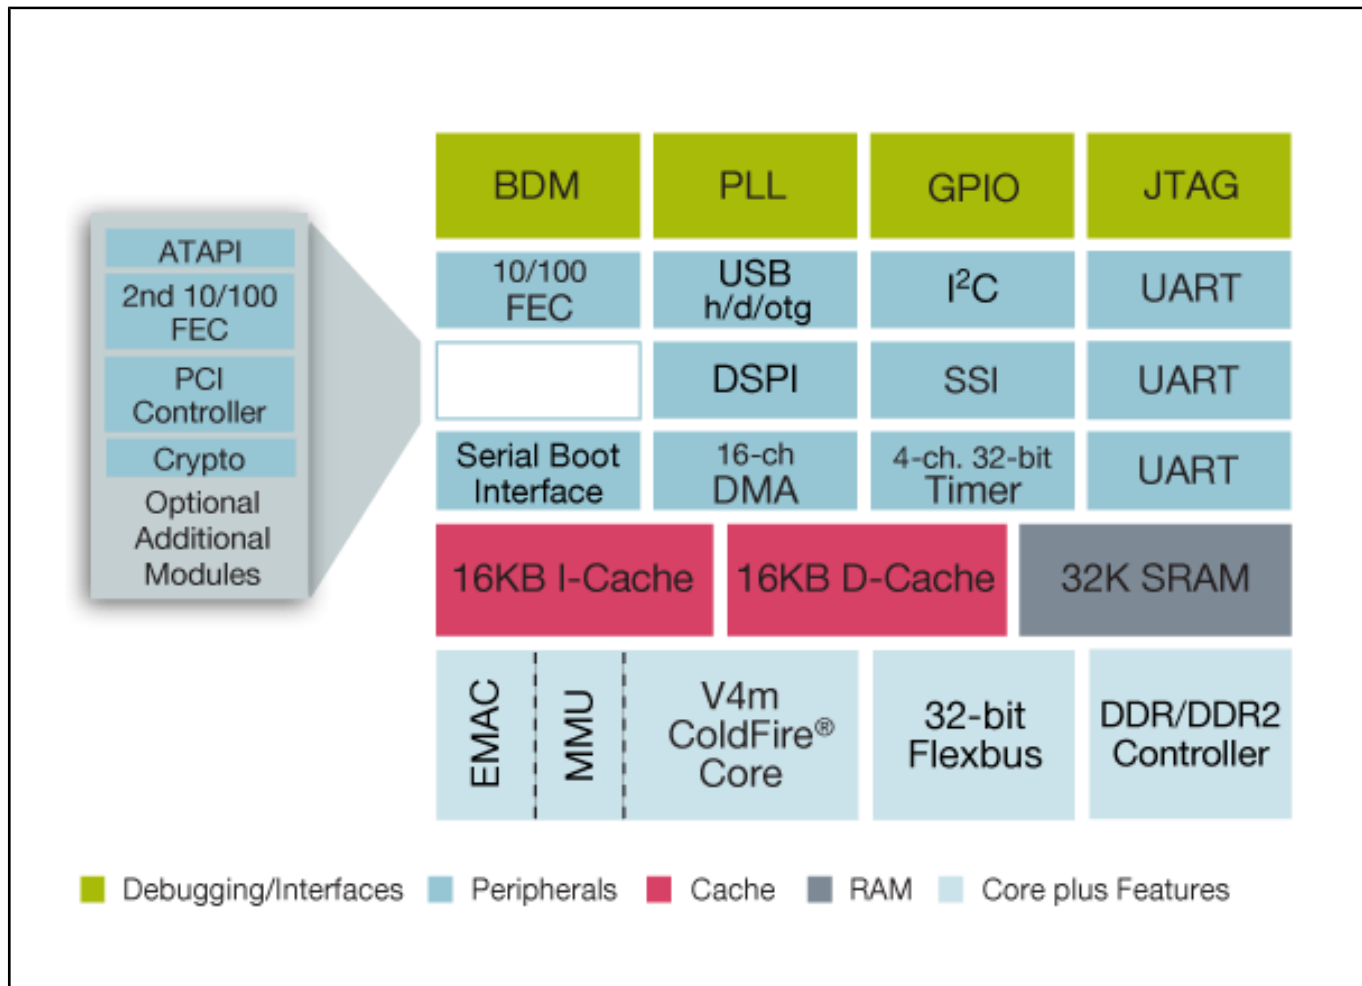 BDM
PLL
GPIO
JTAG
ATAPI
2nd 10/100
FEC
PCI
Controller
Crypto
Optional
Additional
Modules
10/100
FEC
USB
h/d/otg
I²C
UART
DSPI
SSI
UART
Serial Boot
Interface
16-ch
DMA
4-ch. 32-bit
Timer
UART
16KB I-Cache
16KB D-Cache
32K SRAM
EMAC
MMU
V4m
ColdFire®
Core
32-bit
Flexbus
DDR/DDR2
Controller
Debugging/Interfaces
Peripherals
Cache
RAM
Core plus Features